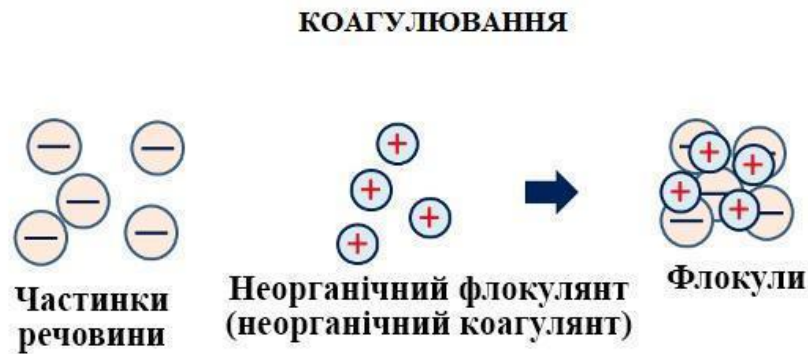 КОАГУЛЮВАННЯ
Частинки
речовини
Неорганічний флокулянт
(неорганічний коагулянт)
Флокули